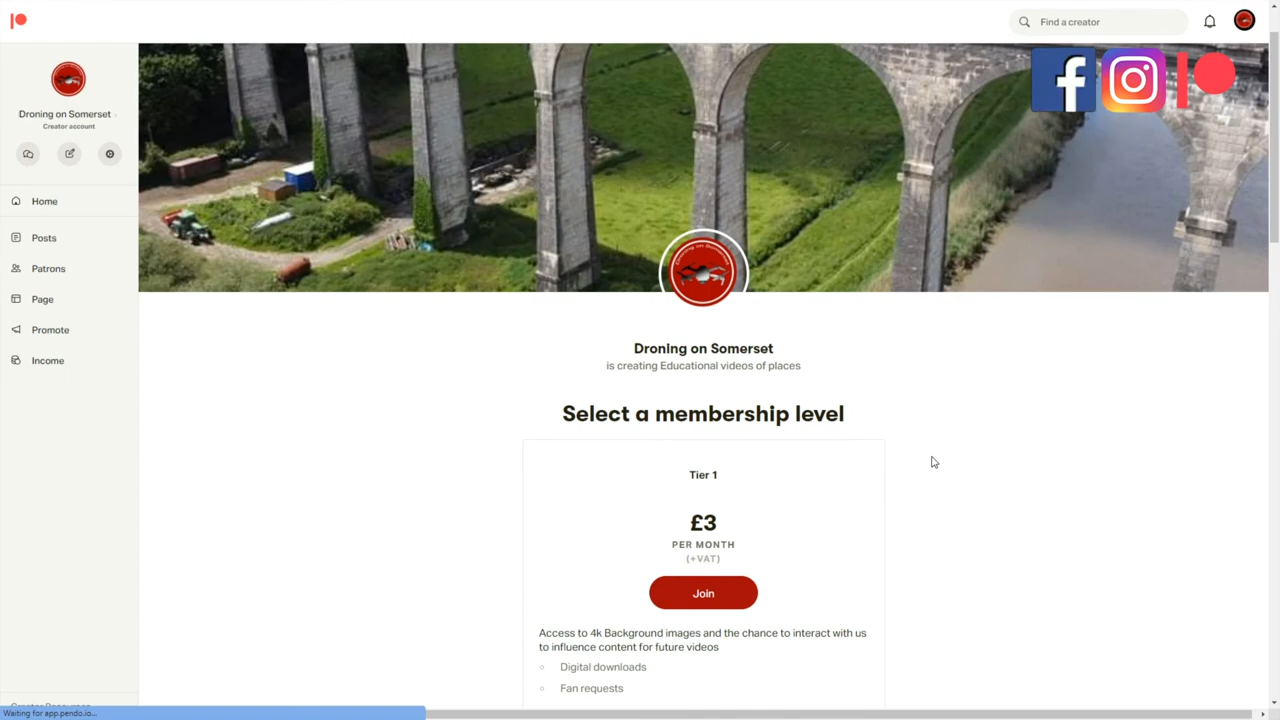 Find a creator
Droning on Somerset
Creator account
Home
Posts
Patrons
Page
Promote
Income
Droning on Somerset
Droning on Somerset
is creating Educational videos of places
Select a membership level
Tier 1
£3
PER MONTH
(+VAT)
Join
Access to 4k Background images and the chance to interact with us
to influence content for future videos
Digital downloads
Fan requests
Waiting for app.pendo.io...